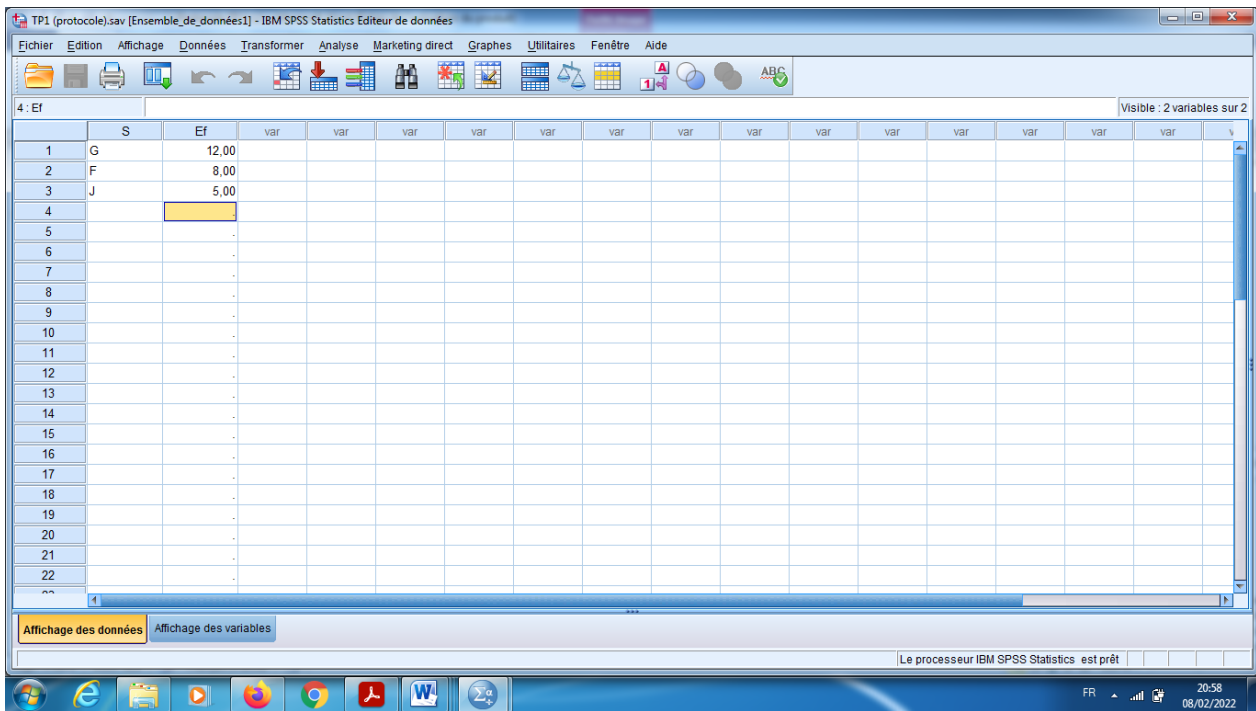 TP1 (protocole).sav [Ensemble_de_données1] - IBM SPSS Statistics Editeur de données
Fichier Edition Affichage Données Transformer Analyse Marketing direct Graphes Utilitaires Fenêtre Aide
4 : Ef
Visible : 2 variables sur 2
S Ef var var var var var var var var var var var var var var
1 G 12,00
2 F 8,00
3 J 5,00
4 .
5 .
6 .
7 .
8 .
9 .
10 .
11 .
12 .
13 .
14 .
15 .
16 .
17 .
18 .
19 .
20 .
21 .
22 .
Affichage des données Affichage des variables
Le processeur IBM SPSS Statistics est prêt
FR 20:58
08/02/2022